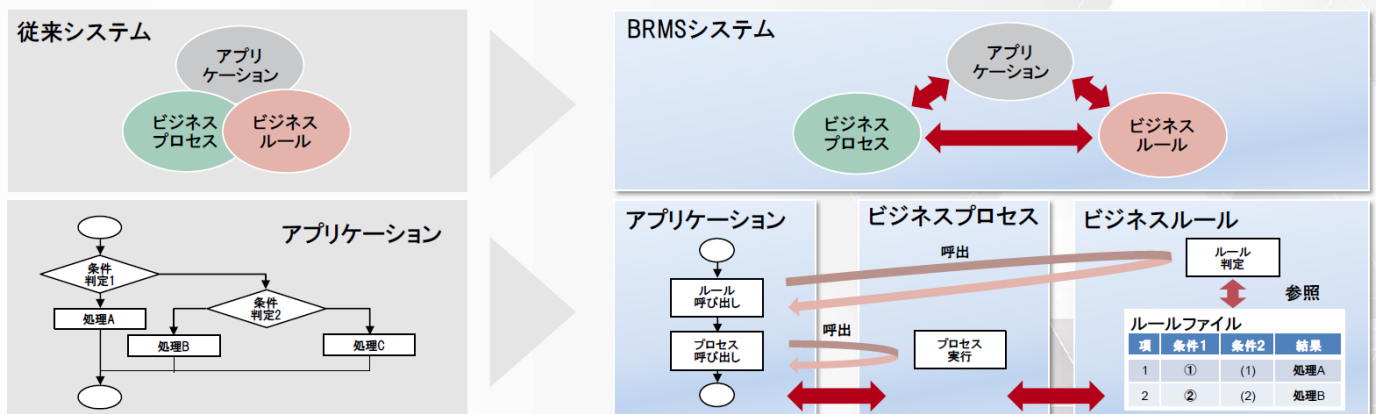 従来システム
アプリ
ケーション
ビジネス
プロセス
ビジネス
ルール
BRMSシステム
アプリ
ケーション
ビジネス
プロセス
ビジネス
ルール
アプリケーション
条件
判定1
処理A
条件
判定2
処理B
処理C
アプリケーション
ルール
呼び出し
プロセス
呼び出し
呼出
呼出
ビジネスプロセス
プロセス
実行
ビジネスルール
ルール
判定
参照
ルールファイル
項 条件1 条件2 結果
1 ① (1) 処理A
2 ② (2) 処理B